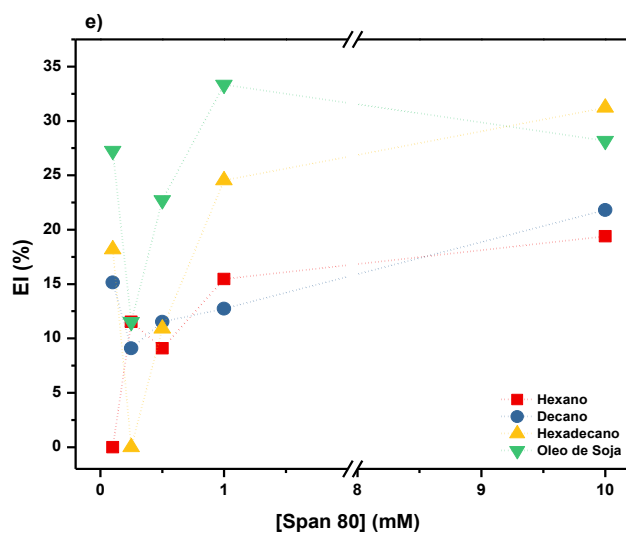 e)
35
30
25
20
15
10
5
0
EI (%)
0 1 8 9 10
[Span 80] (mM)
Hexano
Decano
Hexadecano
Oleo de Soja